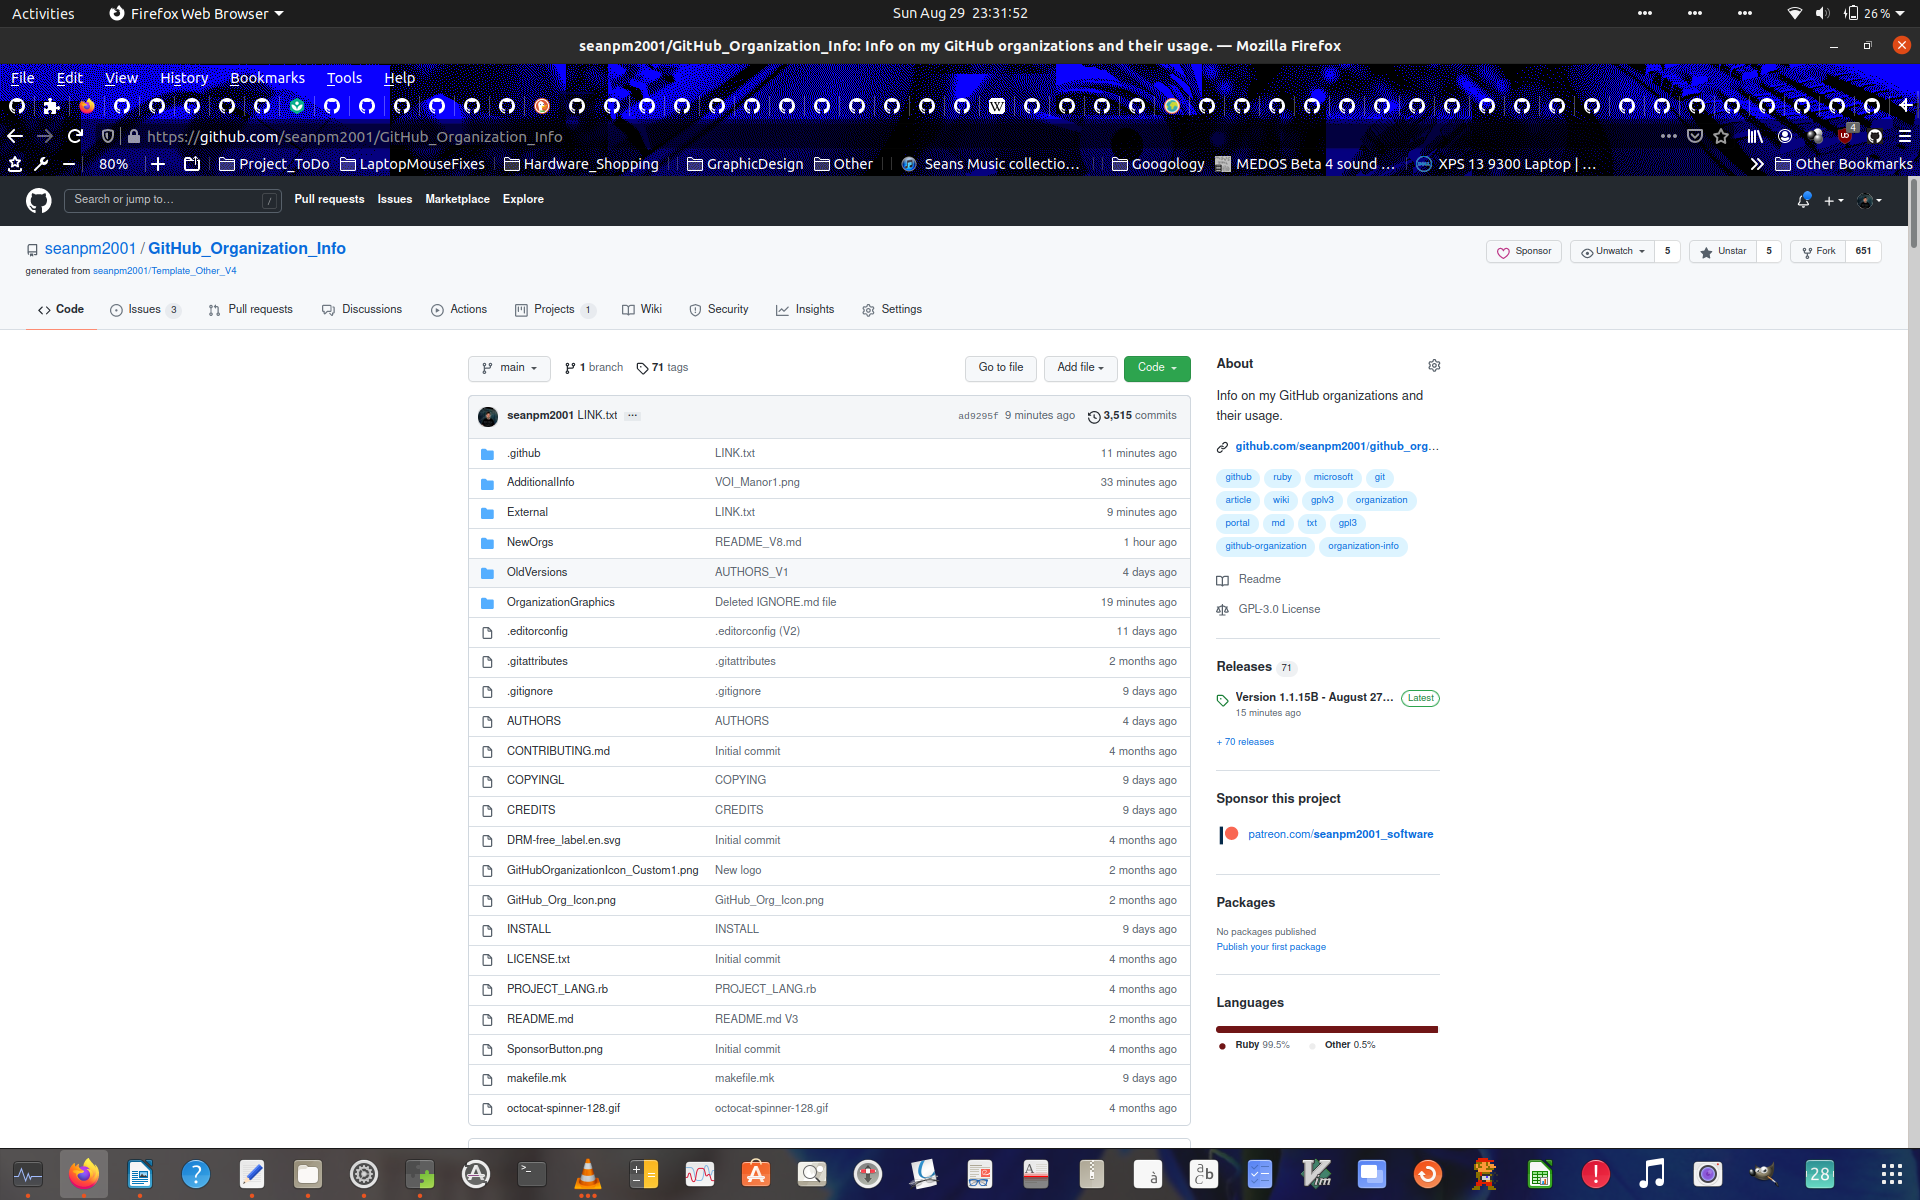 Activities Firefox Web Browser Sun Aug 29 23:31:52 26 %
seanpm2001/GitHub_Organization_Info: Info on my GitHub organizations and their usage. — Mozilla Firefox
File Edit View History Bookmarks Tools Help
https://github.com/seanpm2001/GitHub_Organization_Info 4
80% Project_ToDo LaptopMouseFixes Hardware_Shopping GraphicDesign Other Seans Music collectio… Googology MEDOS Beta 4 sound … XPS 13 9300 Laptop | … Other Bookmarks
Search or jump to… / Pull requests Issues Marketplace Explore
seanpm2001 / GitHub_Organization_Info Sponsor Unwatch 5 Unstar 5 Fork 651
generated from seanpm2001/Template_Other_V4
Code Issues 3 Pull requests Discussions Actions Projects 1 Wiki Security Insights Settings
main 1 branch 71 tags Go to file Add file Code
seanpm2001 LINK.txt ad9295f 9 minutes ago 3,515 commits
.github LINK.txt 11 minutes ago
AdditionalInfo VOI_Manor1.png 33 minutes ago
External LINK.txt 9 minutes ago
NewOrgs README_V8.md 1 hour ago
OldVersions AUTHORS_V1 4 days ago
OrganizationGraphics Deleted IGNORE.md file 19 minutes ago
.editorconfig .editorconfig (V2) 11 days ago
.gitattributes .gitattributes 2 months ago
.gitignore .gitignore 9 days ago
AUTHORS AUTHORS 4 days ago
CONTRIBUTING.md Initial commit 4 months ago
COPYINGL COPYING 9 days ago
CREDITS CREDITS 9 days ago
DRM-free_label.en.svg Initial commit 4 months ago
GitHubOrganizationIcon_Custom1.png New logo 2 months ago
GitHub_Org_Icon.png GitHub_Org_Icon.png 2 months ago
INSTALL INSTALL 9 days ago
LICENSE.txt Initial commit 4 months ago
PROJECT_LANG.rb PROJECT_LANG.rb 4 months ago
README.md README.md V3 2 months ago
SponsorButton.png Initial commit 4 months ago
makefile.mk makefile.mk 9 days ago
octocat-spinner-128.gif octocat-spinner-128.gif 4 months ago
About
Info on my GitHub organizations and
their usage.
github.com/seanpm2001/github_org…
github ruby microsoft git
article wiki gplv3 organization
portal md txt gpl3
github-organization organization-info
Readme
GPL-3.0 License
Releases 71
Version 1.1.15B - August 27… Latest
15 minutes ago
+ 70 releases
Sponsor this project
patreon.com/seanpm2001_software
Packages
No packages published
Publish your first package
Languages
Ruby 99.5% Other 0.5%
28